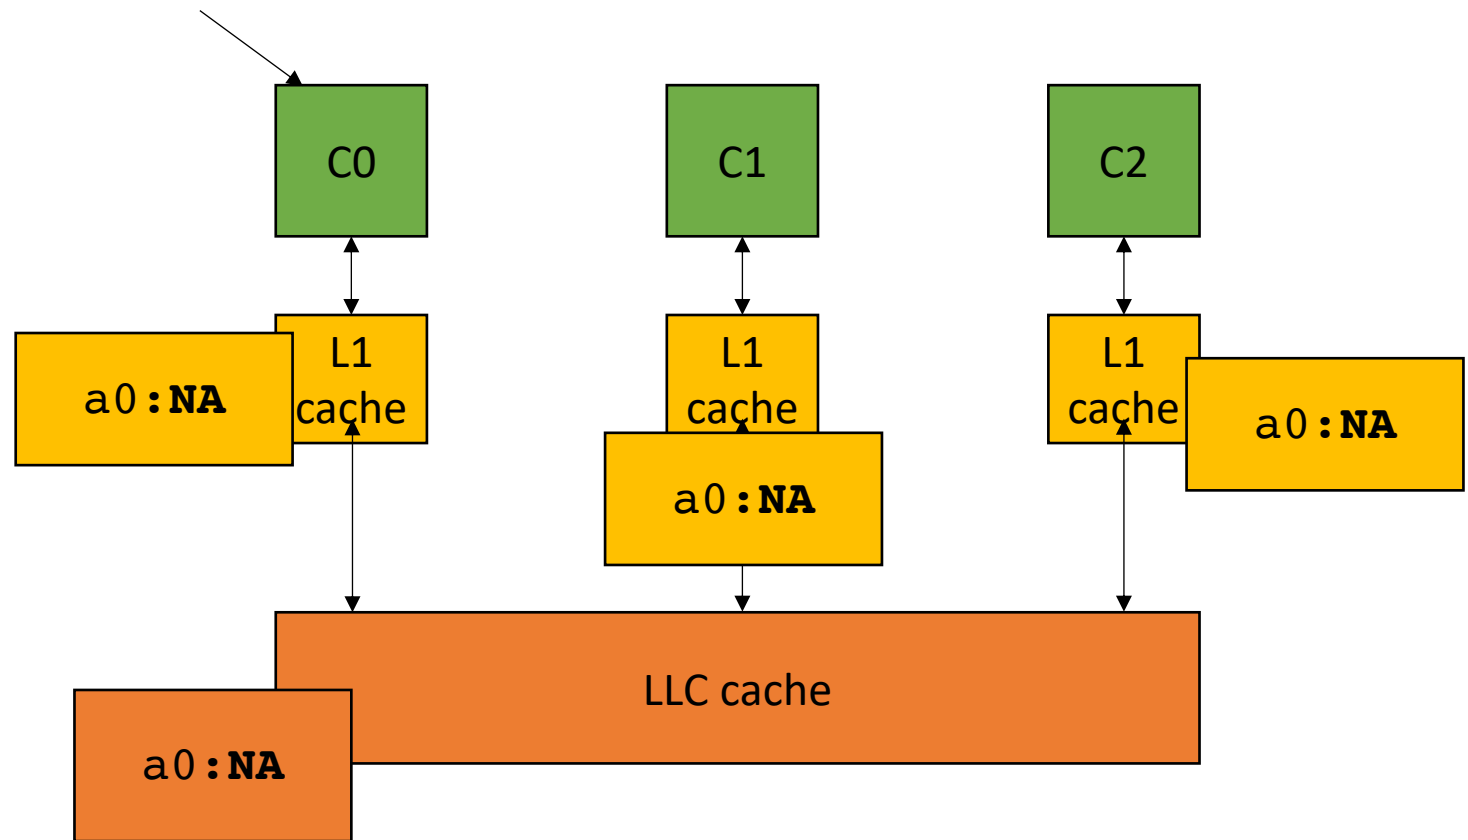 C0
C1
C2
L1
cache
L1
cache
L1
cache
a0:NA
a0:NA
a0:NA
LLC cache
a0:NA